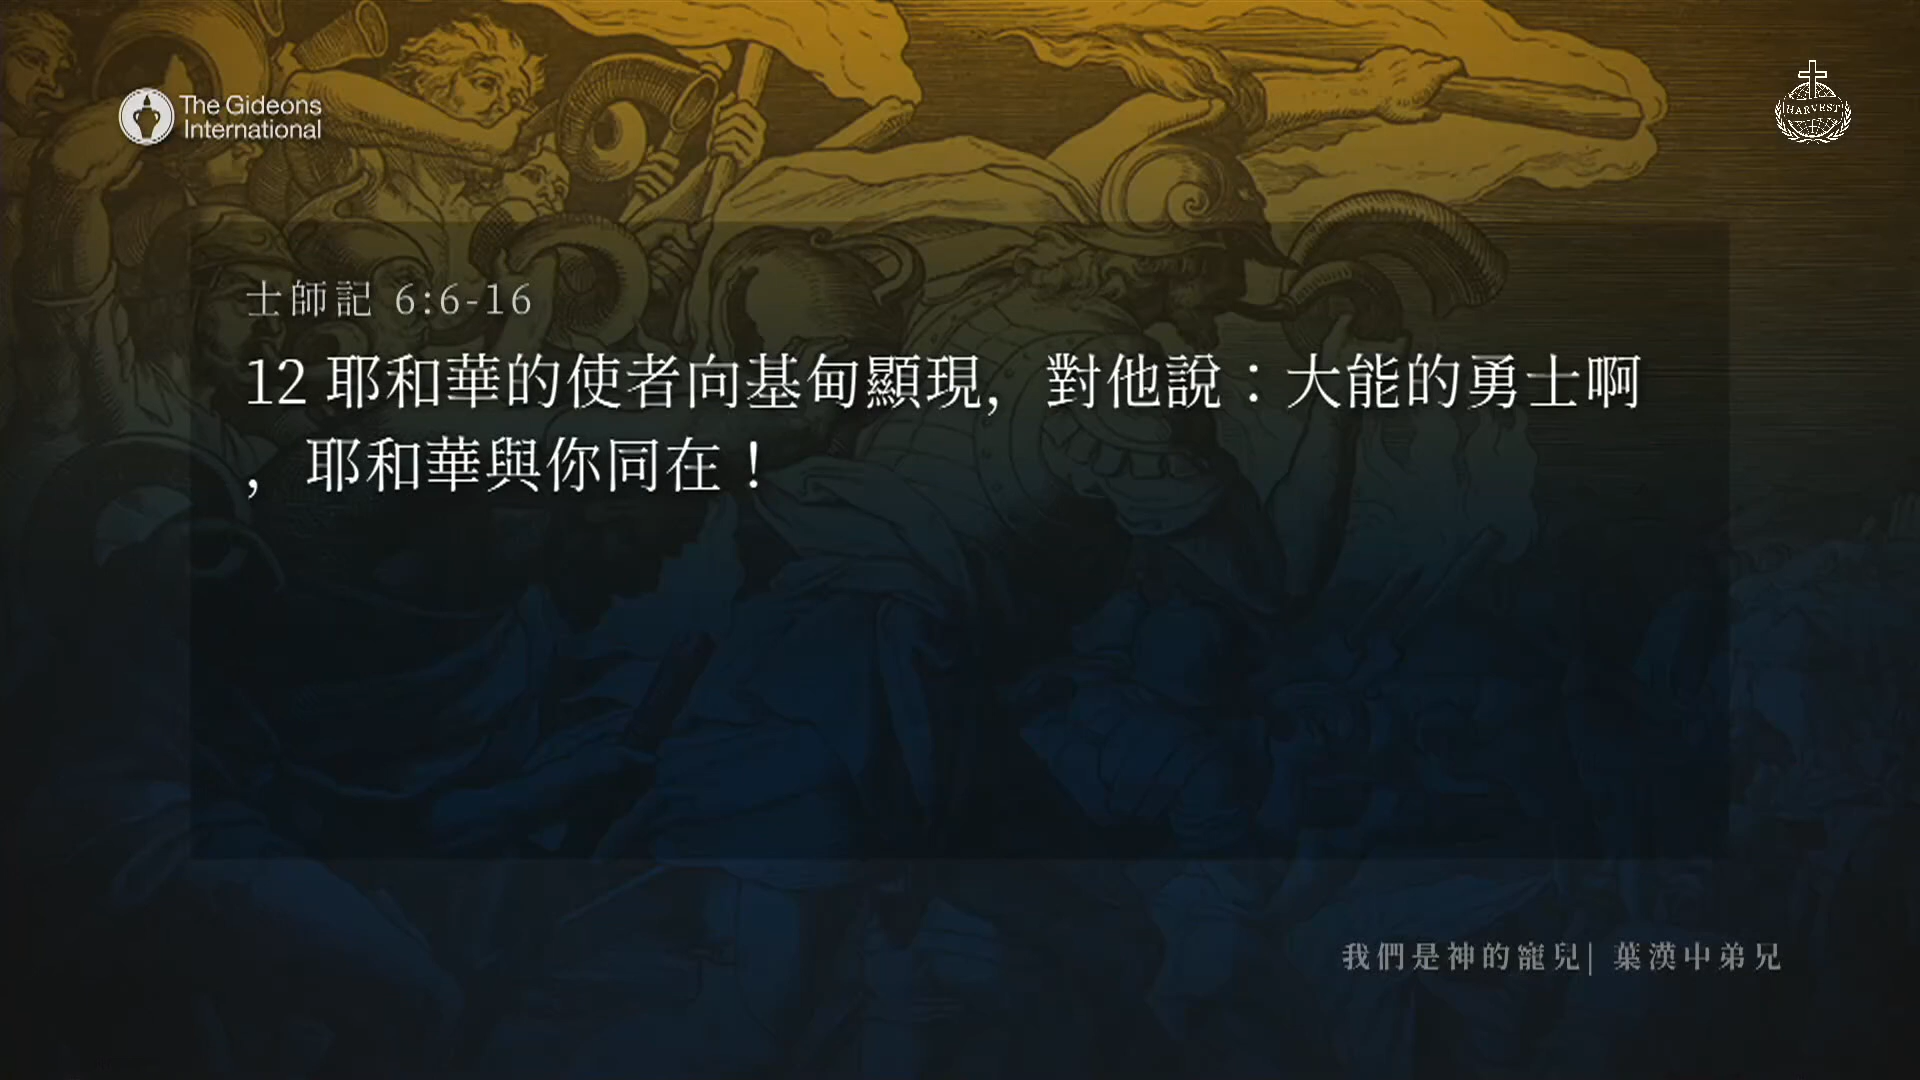 The Gideons
International
HARVEST
士師記 6:6-16
12 耶和華的使者向基甸顯現，對他說：大能的勇士啊
，耶和華與你同在！
我們是神的寵兒| 葉漢中弟兄